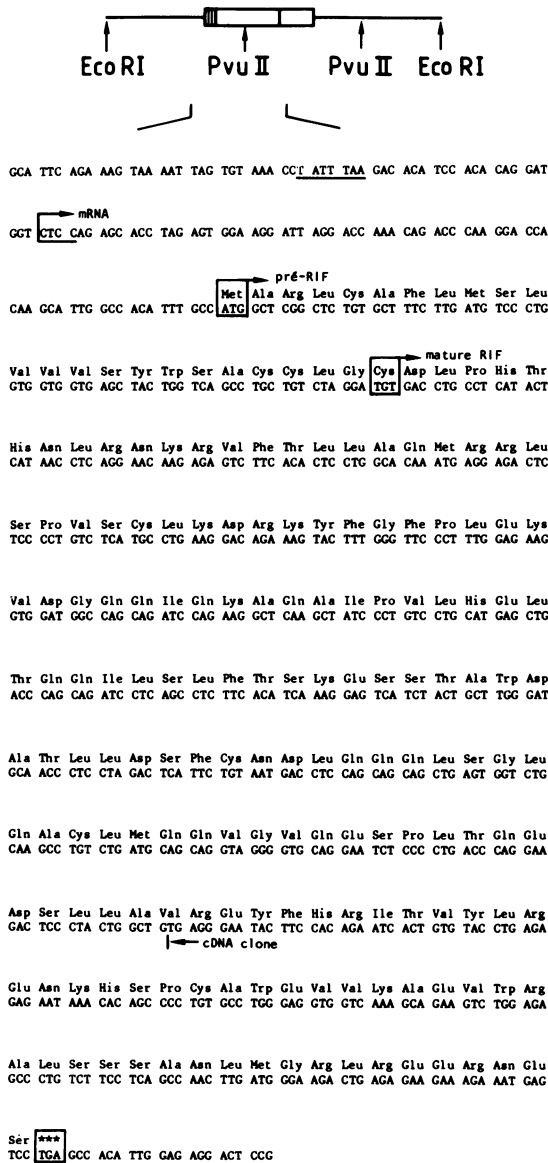 Eco RI Pvu II Pvu II Eco RI
GCA TTC AGA AAG TAA AAT TAG TGT AAA CCT ATT TAA GAC ACA TCC ACA CAG GAT
mRNA
GGT CTC CAG AGC ACC TAG AGT GGA AGG ATT AGG ACC AAA CAG ACC CAA GGA CCA
pré-RIF
Met Ala Arg Leu Cys Ala Phe Leu Met Ser Leu
CAA GCA TTG GCC ACA TTT GCC ATG GCT CGG CTC TGT GCT TTC TTG ATG TCC CTG
mature RIF
Val Val Val Ser Tyr Trp Ser Ala Cys Cys Leu Gly Cys Asp Leu Pro His Thr
GTG GTG GTG AGC TAC TGG TCA GCC TGC TGT CTA GGA TGT GAC CTG CCT CAT ACT
His Asn Leu Arg Asn Lys Arg Val Phe Thr Leu Leu Ala Gln Met Arg Arg Leu
CAT AAC CTC AGG AAC AAG AGA GTC TTC ACA CTC CTG GCA CAA ATG AGG AGA CTC
Ser Pro Val Ser Cys Leu Lys Asp Arg Lys Tyr Phe Gly Phe Pro Leu Glu Lys
TCC CCT GTC TCA TGC CTG AAG GAC AGA AAG TAC TTT GGG TTC CCT TTG GAG AAG
Val Asp Gly Gln Gln Ile Gln Lys Ala Gln Ala Ile Pro Val Leu His Glu Leu
GTG GAT GGC CAG CAG ATC CAG AAG GCT CAA GCT ATC CCT GTC CTG CAT GAG CTG
Thr Gln Gln Ile Leu Ser Leu Phe Thr Ser Lys Glu Ser Ser Thr Ala Trp Asp
ACC CAG CAG ATC CTC AGC CTC TTC ACA TCA AAG GAG TCA TCT ACT GCT TGG GAT
Ala Thr Leu Leu Asp Ser Phe Cys Asn Asp Leu Gln Gln Gln Leu Ser Gly Leu
GCA ACC CTC CTA GAC TCA TTC TGT AAT GAC CTC CAG CAG CAG CTG AGT GGT CTG
Gln Ala Cys Leu Met Gln Gln Val Gly Val Gln Glu Ser Pro Leu Thr Gln Glu
CAA GCC TGT CTG ATG CAG CAG GTA GGG GTG CAG GAA TCT CCC CTG ACC CAG GAA
Asp Ser Leu Leu Ala Val Arg Glu Tyr Phe His Arg Ile Thr Val Tyr Leu Arg
GAC TCC CTA CTG GCT GTG AGG GAA TAC TTC CAC AGA ATC ACT GTG TAC CTG AGA
cDNA clone
Glu Asn Lys His Ser Pro Cys Ala Trp Glu Val Val Lys Ala Glu Val Trp Arg
GAG AAT AAA CAC AGC CCC TGT GCC TGG GAG GTG GTC AAA GCA GAA GTC TGG AGA
Ala Leu Ser Ser Ser Ala Asn Leu Met Gly Arg Leu Arg Glu Glu Arg Asn Glu
GCC CTG TCT TCC TCA GCC AAC TTG ATG GGA AGA CTG AGA GAA GAA AGA AAT GAG
Ser ***
TCC TGA GCC ACA TTG GAG AGG ACT CCG